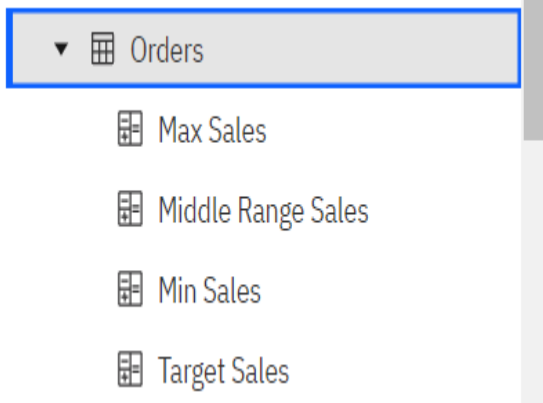 Orders
Max Sales
Middle Range Sales
Min Sales
Target Sales